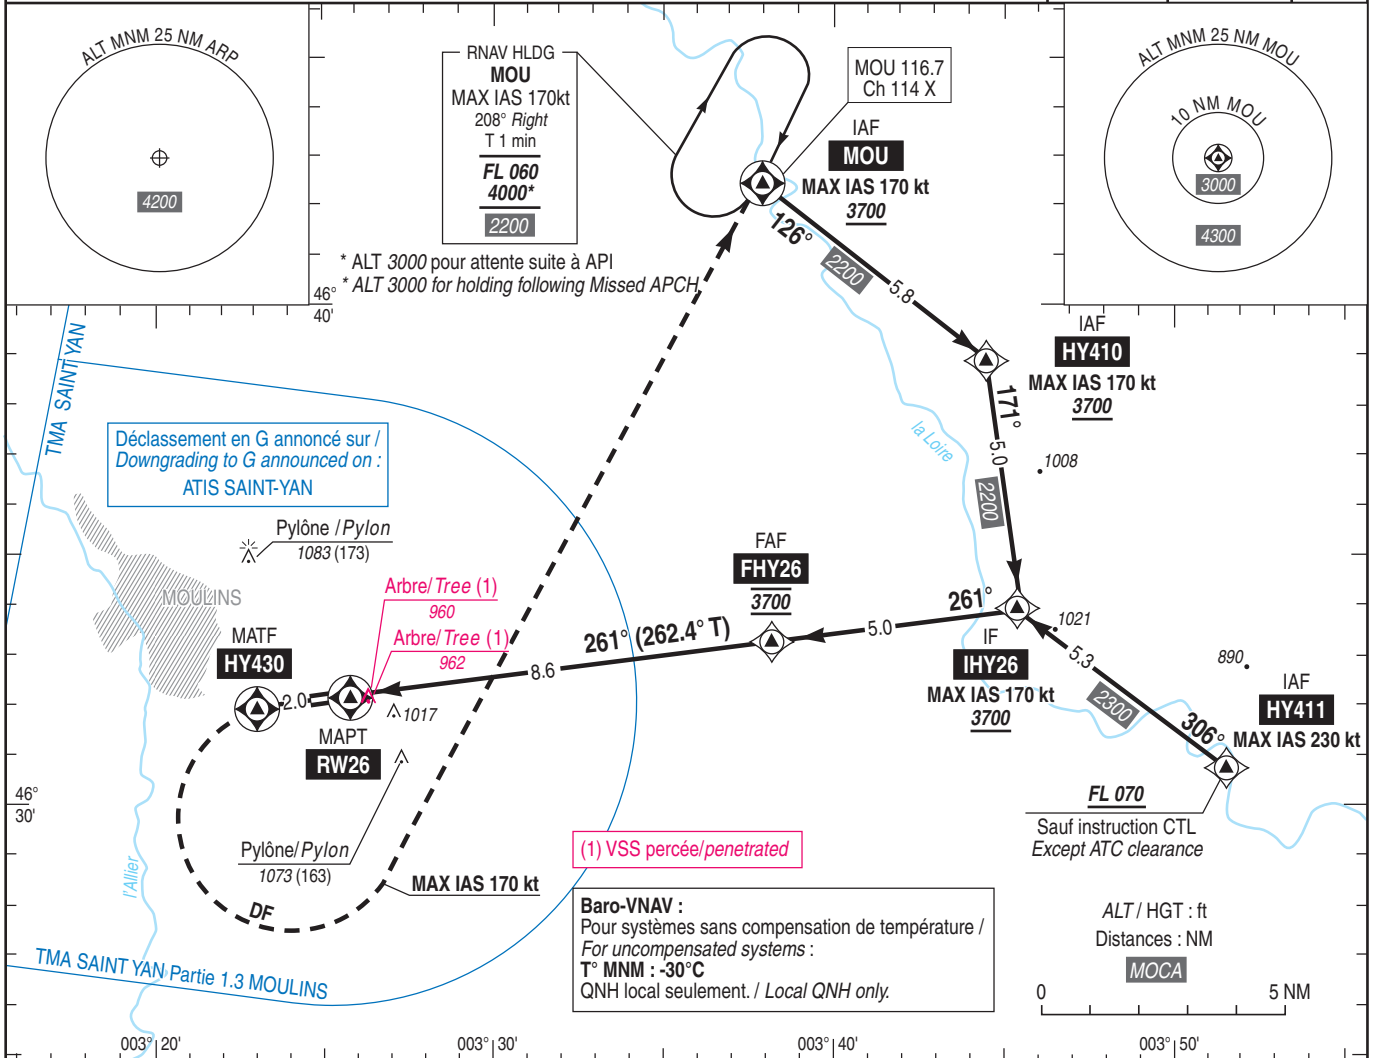 ALT MNM 25 NM ARP
4200
RNAV HLDG
MOU
MAX IAS 170kt
208° Right
T 1 min
FL 060
4000*
2200
* ALT 3000 pour attente suite à API
* ALT 3000 for holding following Missed APCH
MOU 116.7
Ch 114 X
IAF
MOU
MAX IAS 170 kt
3700
ALT MNM 25 NM MOU
10 NM MOU
3000
4300
46°
40'
126°
2200
5.8
IAF
HY410
MAX IAS 170 kt
3700
171°
5.0
2200
1008
la Loire
TMA SAINT YAN
Déclassement en G annoncé sur /
Downgrading to G announced on :
ATIS SAINT-YAN
Pylône /Pylon
1083 (173)
MOULINS
Arbre/Tree (1)
960
Arbre/Tree (1)
962
MATF
HY430
2.0
MAPT
RW26
1017
8.6
261° (262.4° T)
FAF
FHY26
3700
5.0
261°
IF
IHY26
MAX IAS 170 kt
3700
1021
5.3
2300
306°
890
IAF
HY411
MAX IAS 230 kt
FL 070
Sauf instruction CTL
Except ATC clearance
46°
30'
l'Allier
Pylône/Pylon
1073 (163)
DF
MAX IAS 170 kt
(1) VSS percée/penetrated
Baro-VNAV :
Pour systèmes sans compensation de température /
For uncompensated systems :
T° MNM : -30°C
QNH local seulement. / Local QNH only.
ALT / HGT : ft
Distances : NM
MOCA
0 5 NM
TMA SAINT YAN Partie 1.3 MOULINS
003° 20' 003° 30' 003° 40' 003° 50'